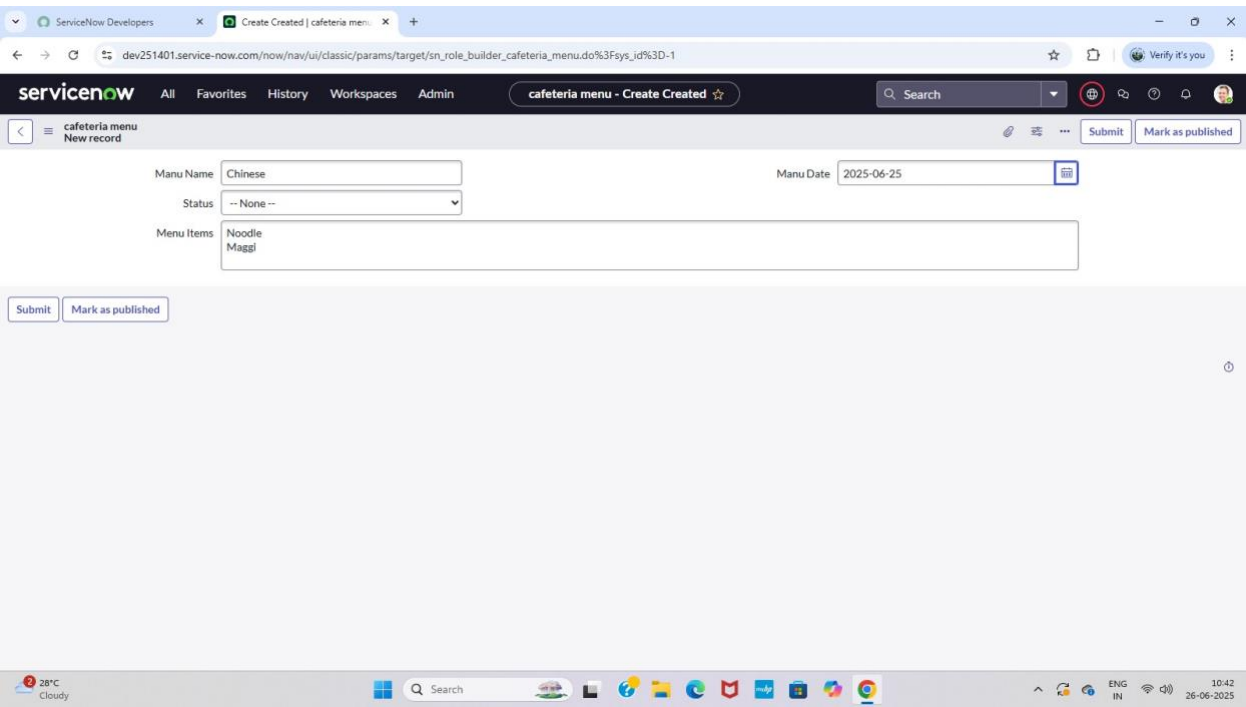 ServiceNow Developers
Create Created | cafeteria menu
dev251401.service-now.com/now/nav/ui/classic/params/target/sn_role_builder_cafeteria_menu.do%3Fsys_id%3D-1
Verify it's you
servicenow All Favorites History Workspaces Admin cafeteria menu - Create Created Search
cafeteria menu
New record
Submit Mark as published
Manu Name Chinese Manu Date 2025-06-25
Status -- None --
Menu Items Noodle
Maggi
Submit Mark as published
2 28°C
Cloudy
Search
ENG
IN
10:42
26-06-2025